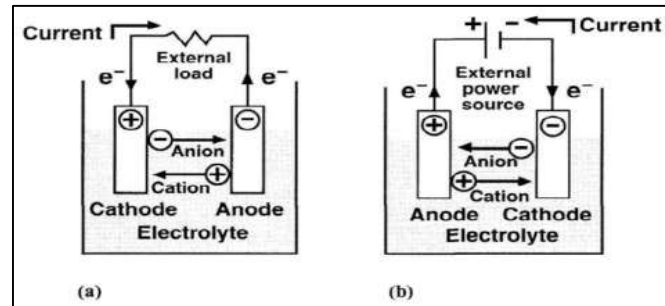 Current
External
load
e⁻
e⁻
+
−
−
Anion
+
Cation
Cathode
Anode
Electrolyte
(a)
+
−
Current
e⁻
External
power
source
e⁻
+
−
−
Anion
+
Cation
Anode
Cathode
Electrolyte
(b)